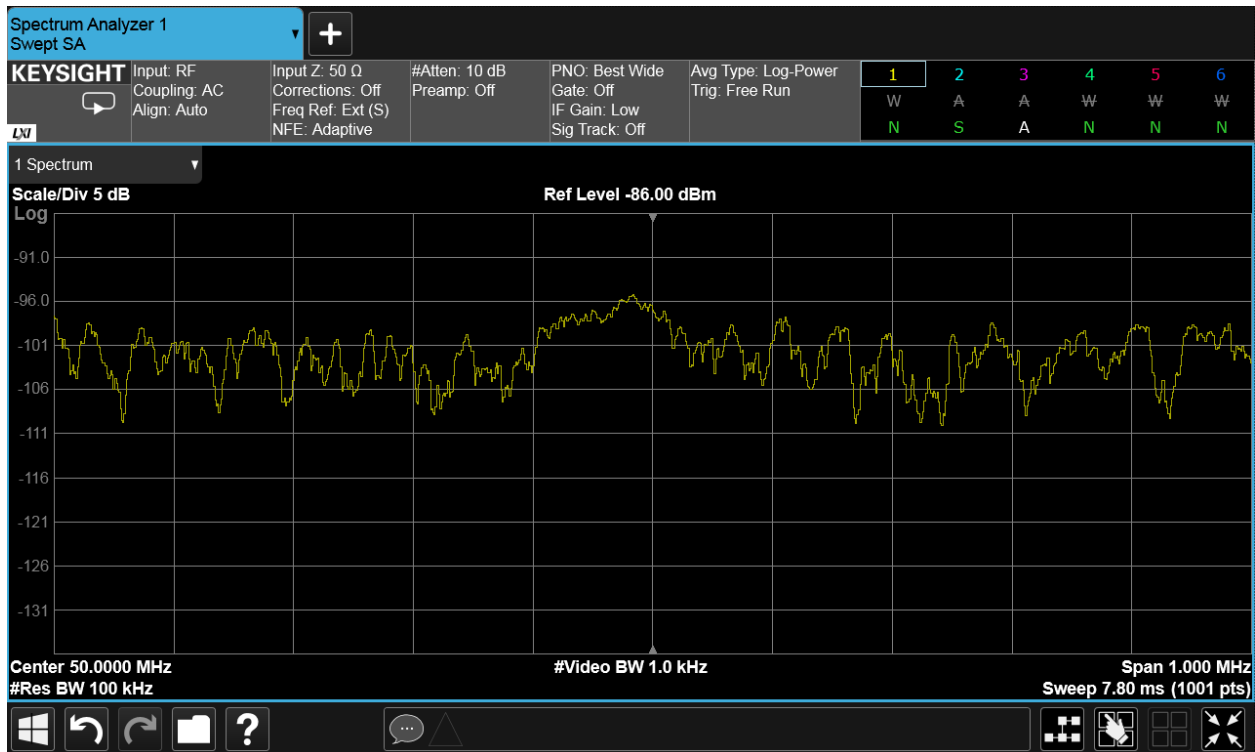 Spectrum Analyzer 1
Swept SA
+
KEYSIGHT
LXI
Input: RF
Coupling: AC
Align: Auto
Input Z: 50 Ω
Corrections: Off
Freq Ref: Ext (S)
NFE: Adaptive
#Atten: 10 dB
Preamp: Off
PNO: Best Wide
Gate: Off
IF Gain: Low
Sig Track: Off
Avg Type: Log-Power
Trig: Free Run
1 2 3 4 5 6
W A A W W W
N S A N N N
1 Spectrum
Scale/Div 5 dB
Ref Level -86.00 dBm
Log
-91.0
-96.0
-101
-106
-111
-116
-121
-126
-131
Center 50.0000 MHz
#Video BW 1.0 kHz
Span 1.000 MHz
#Res BW 100 kHz
Sweep 7.80 ms (1001 pts)
?